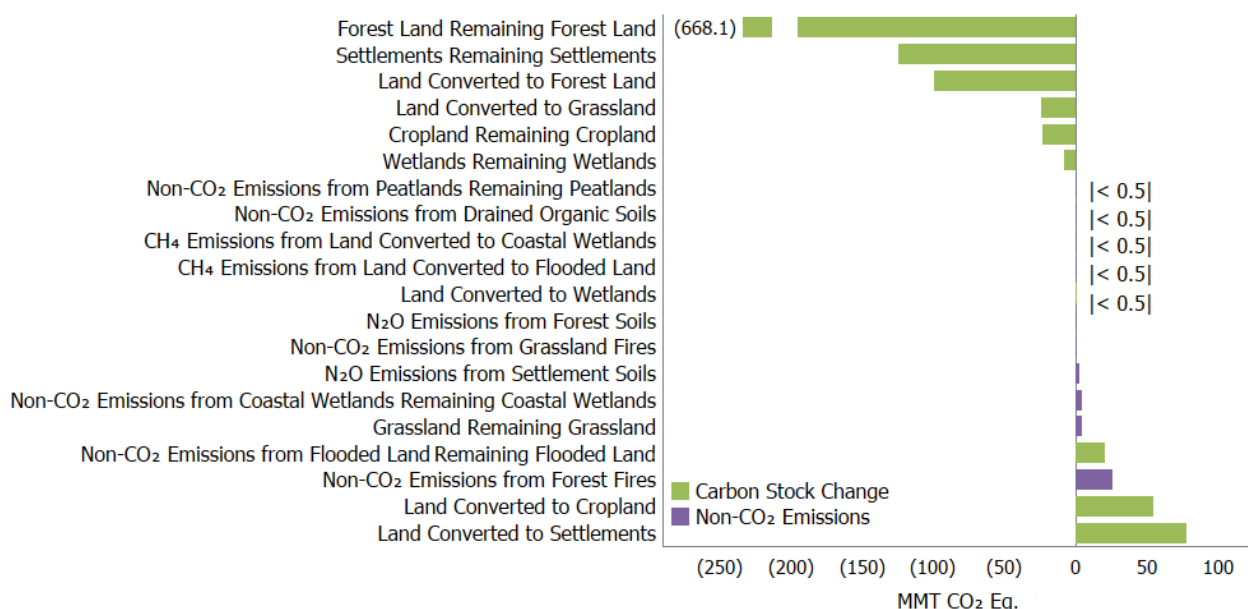 Forest Land Remaining Forest Land (668.1)
Settlements Remaining Settlements
Land Converted to Forest Land
Land Converted to Grassland
Cropland Remaining Cropland
Wetlands Remaining Wetlands
Non-CO₂ Emissions from Peatlands Remaining Peatlands |< 0.5|
Non-CO₂ Emissions from Drained Organic Soils |< 0.5|
CH₄ Emissions from Land Converted to Coastal Wetlands |< 0.5|
CH₄ Emissions from Land Converted to Flooded Land |< 0.5|
Land Converted to Wetlands |< 0.5|
N₂O Emissions from Forest Soils
Non-CO₂ Emissions from Grassland Fires
N₂O Emissions from Settlement Soils
Non-CO₂ Emissions from Coastal Wetlands Remaining Coastal Wetlands
Grassland Remaining Grassland
Non-CO₂ Emissions from Flooded Land Remaining Flooded Land
Non-CO₂ Emissions from Forest Fires
Land Converted to Cropland
Land Converted to Settlements
Carbon Stock Change
Non-CO₂ Emissions
(250) (200) (150) (100) (50) 0 50 100
MMT CO₂ Eq.